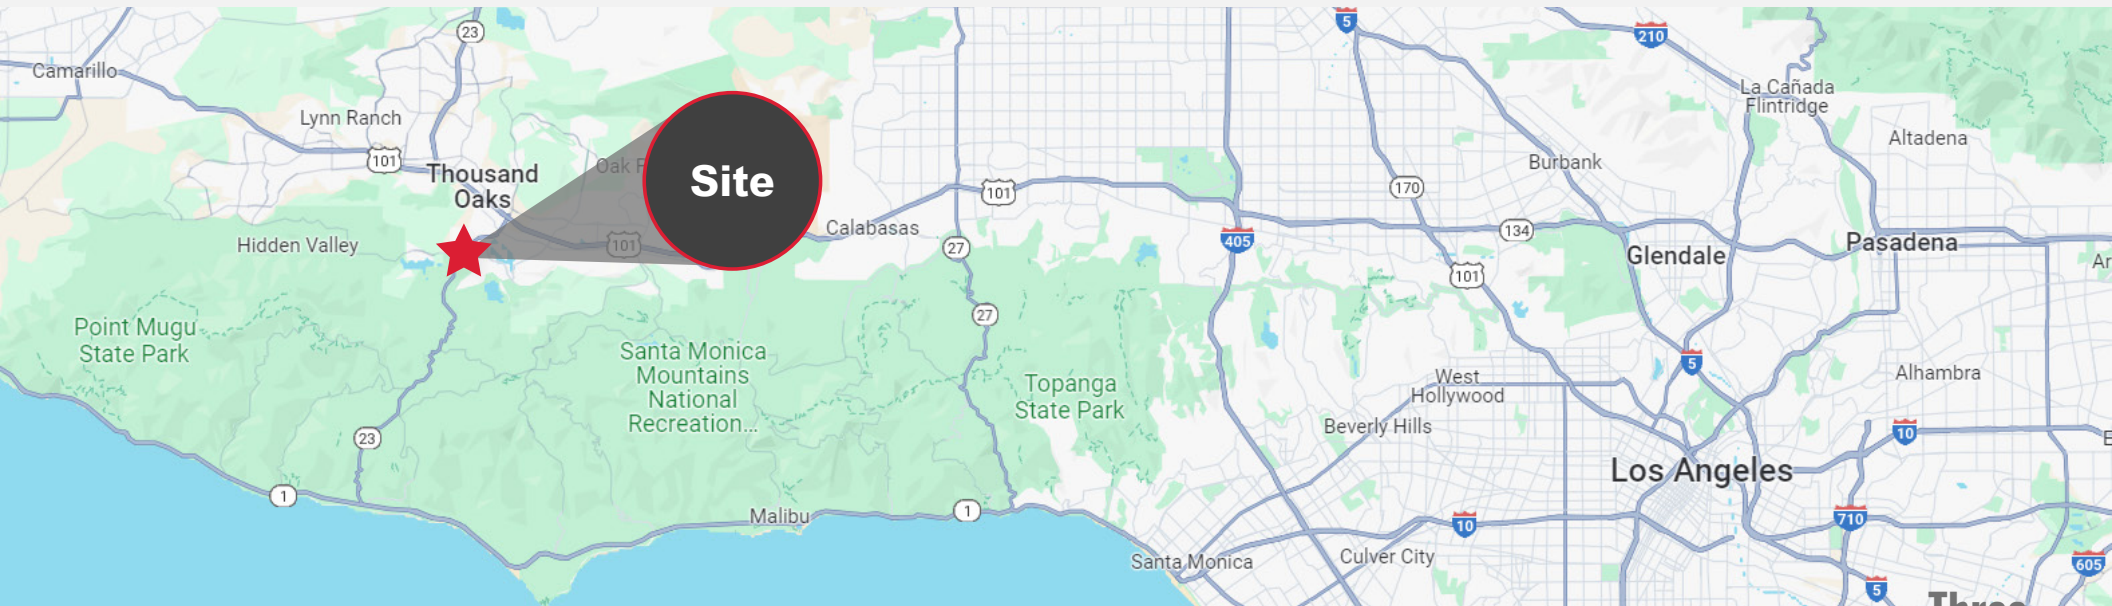 23
5
210
Camarillo
La Cañada
Flintridge
Lynn Ranch
Altadena
101
Thousand
Oaks
Oak
Site
Burbank
101
170
Calabasas
134
Hidden Valley
101
27
405
Glendale
Pasadena
101
27
Point Mugu
State Park
Santa Monica
Mountains
National
Recreation...
Topanga
State Park
5
West
Hollywood
Alhambra
Beverly Hills
10
23
Los Angeles
1
Malibu
1
10
710
Santa Monica
Culver City
605
5